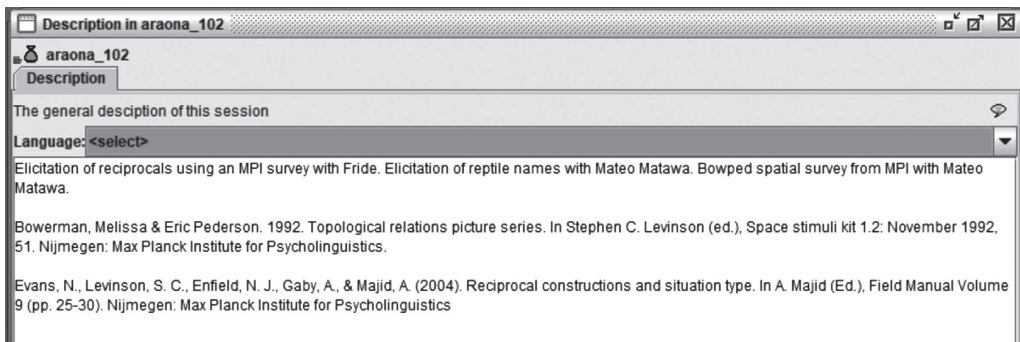 Description in araona_102
araona_102
Description
The general desciption of this session
Language: <select>
Elicitation of reciprocals using an MPI survey with Fride. Elicitation of reptile names with Mateo Matawa. Bowped spatial survey from MPI with Mateo
Matawa.
Bowerman, Melissa & Eric Pederson. 1992. Topological relations picture series. In Stephen C. Levinson (ed.), Space stimuli kit 1.2: November 1992,
51. Nijmegen: Max Planck Institute for Psycholinguistics.
Evans, N., Levinson, S. C., Enfield, N. J., Gaby, A., & Majid, A. (2004). Reciprocal constructions and situation type. In A. Majid (Ed.), Field Manual Volume
9 (pp. 25-30). Nijmegen: Max Planck Institute for Psycholinguistics